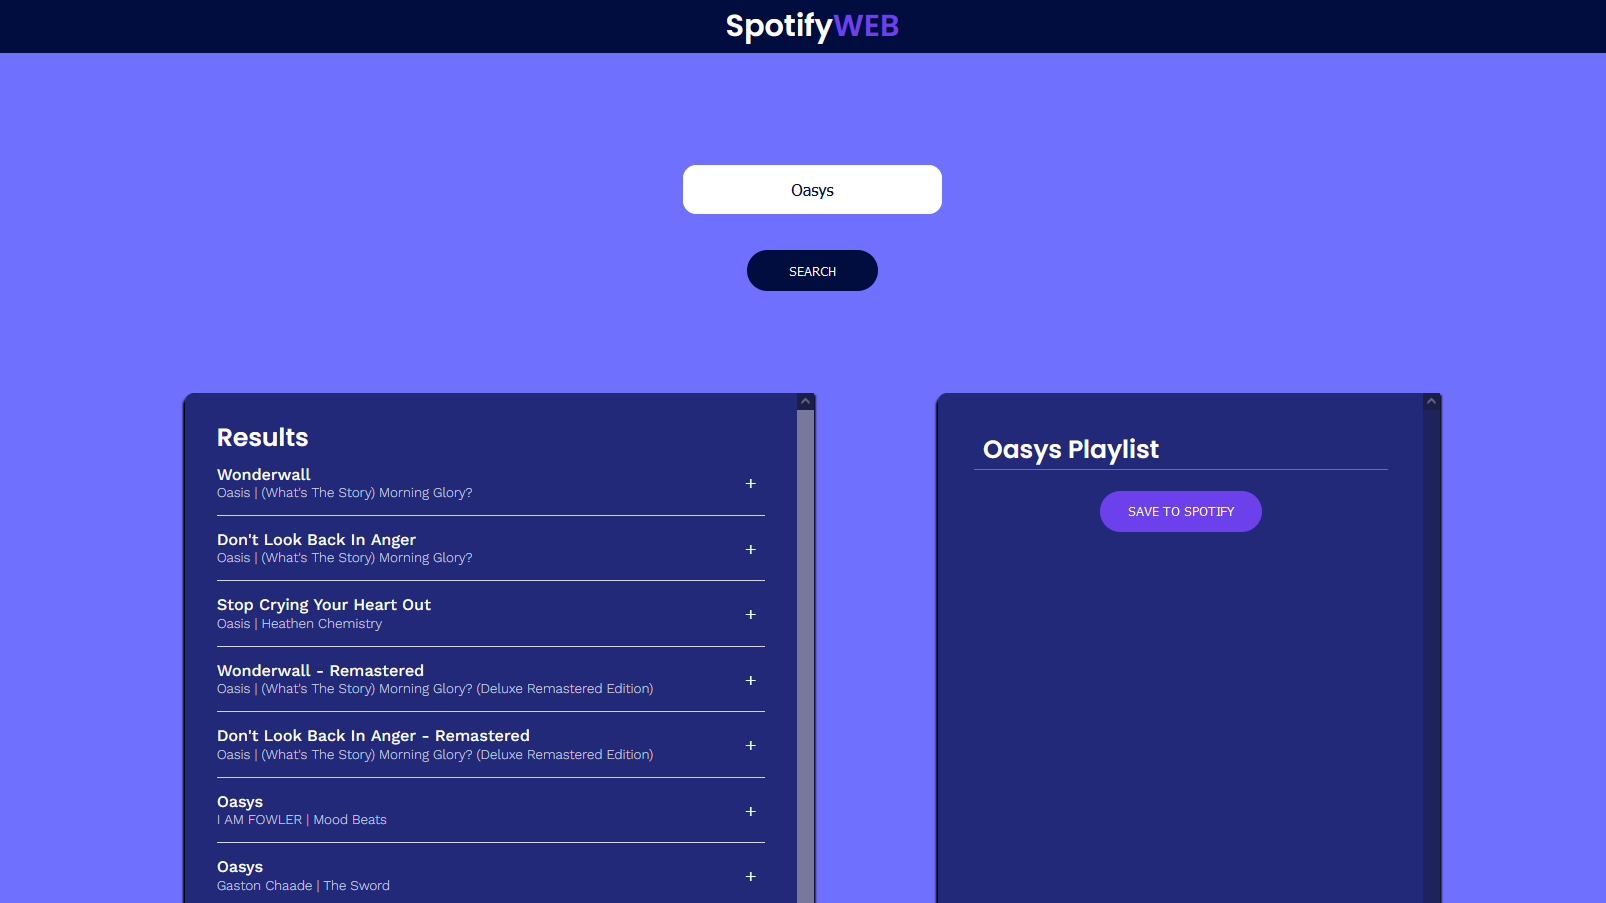 SpotifyWEB
Oasys
SEARCH
Results
Wonderwall
Oasis | (What's The Story) Morning Glory?
+
Don't Look Back In Anger
Oasis | (What's The Story) Morning Glory?
+
Stop Crying Your Heart Out
Oasis | Heathen Chemistry
+
Wonderwall - Remastered
Oasis | (What's The Story) Morning Glory? (Deluxe Remastered Edition)
+
Don't Look Back In Anger - Remastered
Oasis | (What's The Story) Morning Glory? (Deluxe Remastered Edition)
+
Oasys
I AM FOWLER | Mood Beats
+
Oasys
Gaston Chaade | The Sword
+
Oasys Playlist
SAVE TO SPOTIFY